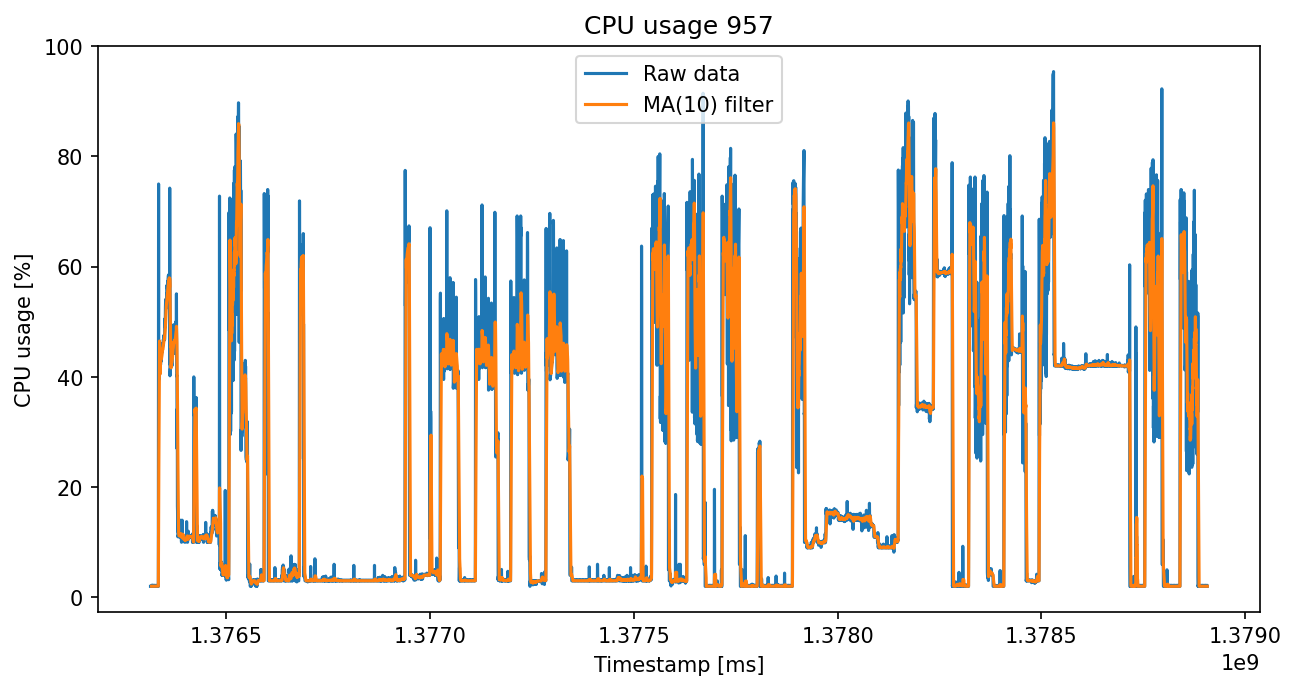 CPU usage 957
Raw data
MA(10) filter
CPU usage [%]
100
80
60
40
20
0
1.3765 1.3770 1.3775 1.3780 1.3785 1.3790
1e9
Timestamp [ms]